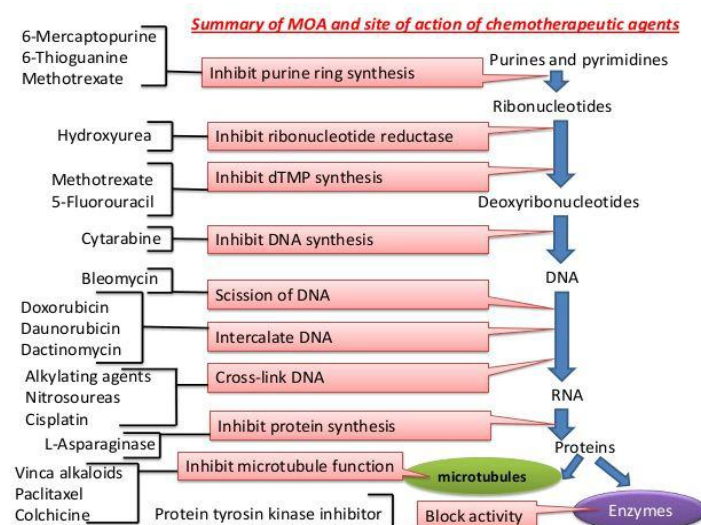 Summary of MOA and site of action of chemotherapeutic agents
6-Mercaptopurine
6-Thioguanine
Methotrexate
Inhibit purine ring synthesis
Purines and pyrimidines
Ribonucleotides
Hydroxyurea
Inhibit ribonucleotide reductase
Methotrexate
5-Fluorouracil
Inhibit dTMP synthesis
Deoxyribonucleotides
Cytarabine
Inhibit DNA synthesis
DNA
Bleomycin
Scission of DNA
Doxorubicin
Daunorubicin
Dactinomycin
Intercalate DNA
Alkylating agents
Nitrosoureas
Cisplatin
Cross-link DNA
RNA
L-Asparaginase
Inhibit protein synthesis
Proteins
Vinca alkaloids
Paclitaxel
Colchicine
Inhibit microtubule function
microtubules
Protein tyrosin kinase inhibitor
Block activity
Enzymes